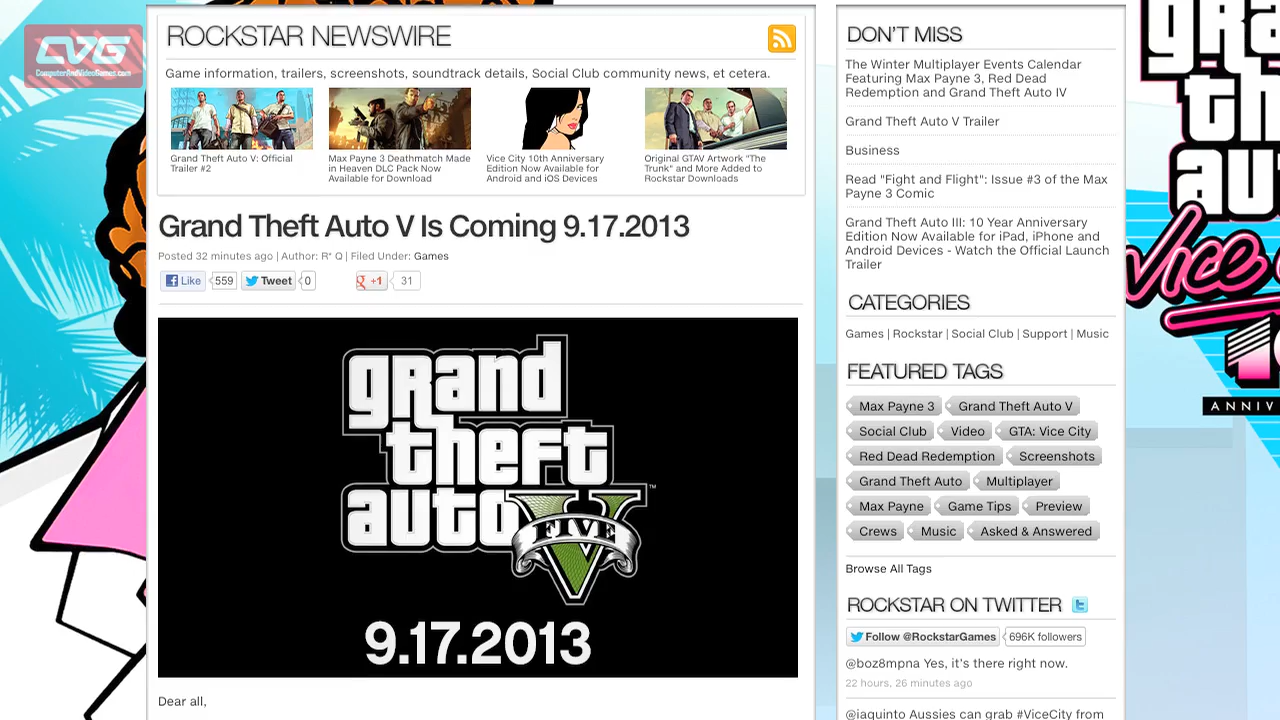 CVG
ComputerAndVideoGames.com
ROCKSTAR NEWSWIRE
Game information, trailers, screenshots, soundtrack details, Social Club community news, et cetera.
Grand Theft Auto V: Official
Trailer #2
Max Payne 3 Deathmatch Made
in Heaven DLC Pack Now
Available for Download
Vice City 10th Anniversary
Edition Now Available for
Android and iOS Devices
Original GTAV Artwork "The
Trunk" and More Added to
Rockstar Downloads
Grand Theft Auto V Is Coming 9.17.2013
Posted 32 minutes ago | Author: R* Q | Filed Under: Games
Like 559 Tweet 0 +1 31
grand
theft
auto V
FIVE
™
9.17.2013
Dear all,
DON'T MISS
The Winter Multiplayer Events Calendar
Featuring Max Payne 3, Red Dead
Redemption and Grand Theft Auto IV
Grand Theft Auto V Trailer
Business
Read "Fight and Flight": Issue #3 of the Max
Payne 3 Comic
Grand Theft Auto III: 10 Year Anniversary
Edition Now Available for iPad, iPhone and
Android Devices - Watch the Official Launch
Trailer
CATEGORIES
Games | Rockstar | Social Club | Support | Music
FEATURED TAGS
Max Payne 3 Grand Theft Auto V
Social Club Video GTA: Vice City
Red Dead Redemption Screenshots
Grand Theft Auto Multiplayer
Max Payne Game Tips Preview
Crews Music Asked & Answered
Browse All Tags
ROCKSTAR ON TWITTER
Follow @RockstarGames 696K followers
@boz8mpna Yes, it's there right now.
22 hours, 26 minutes ago
@iaquinto Aussies can grab #ViceCity from
Vice
ANNIV